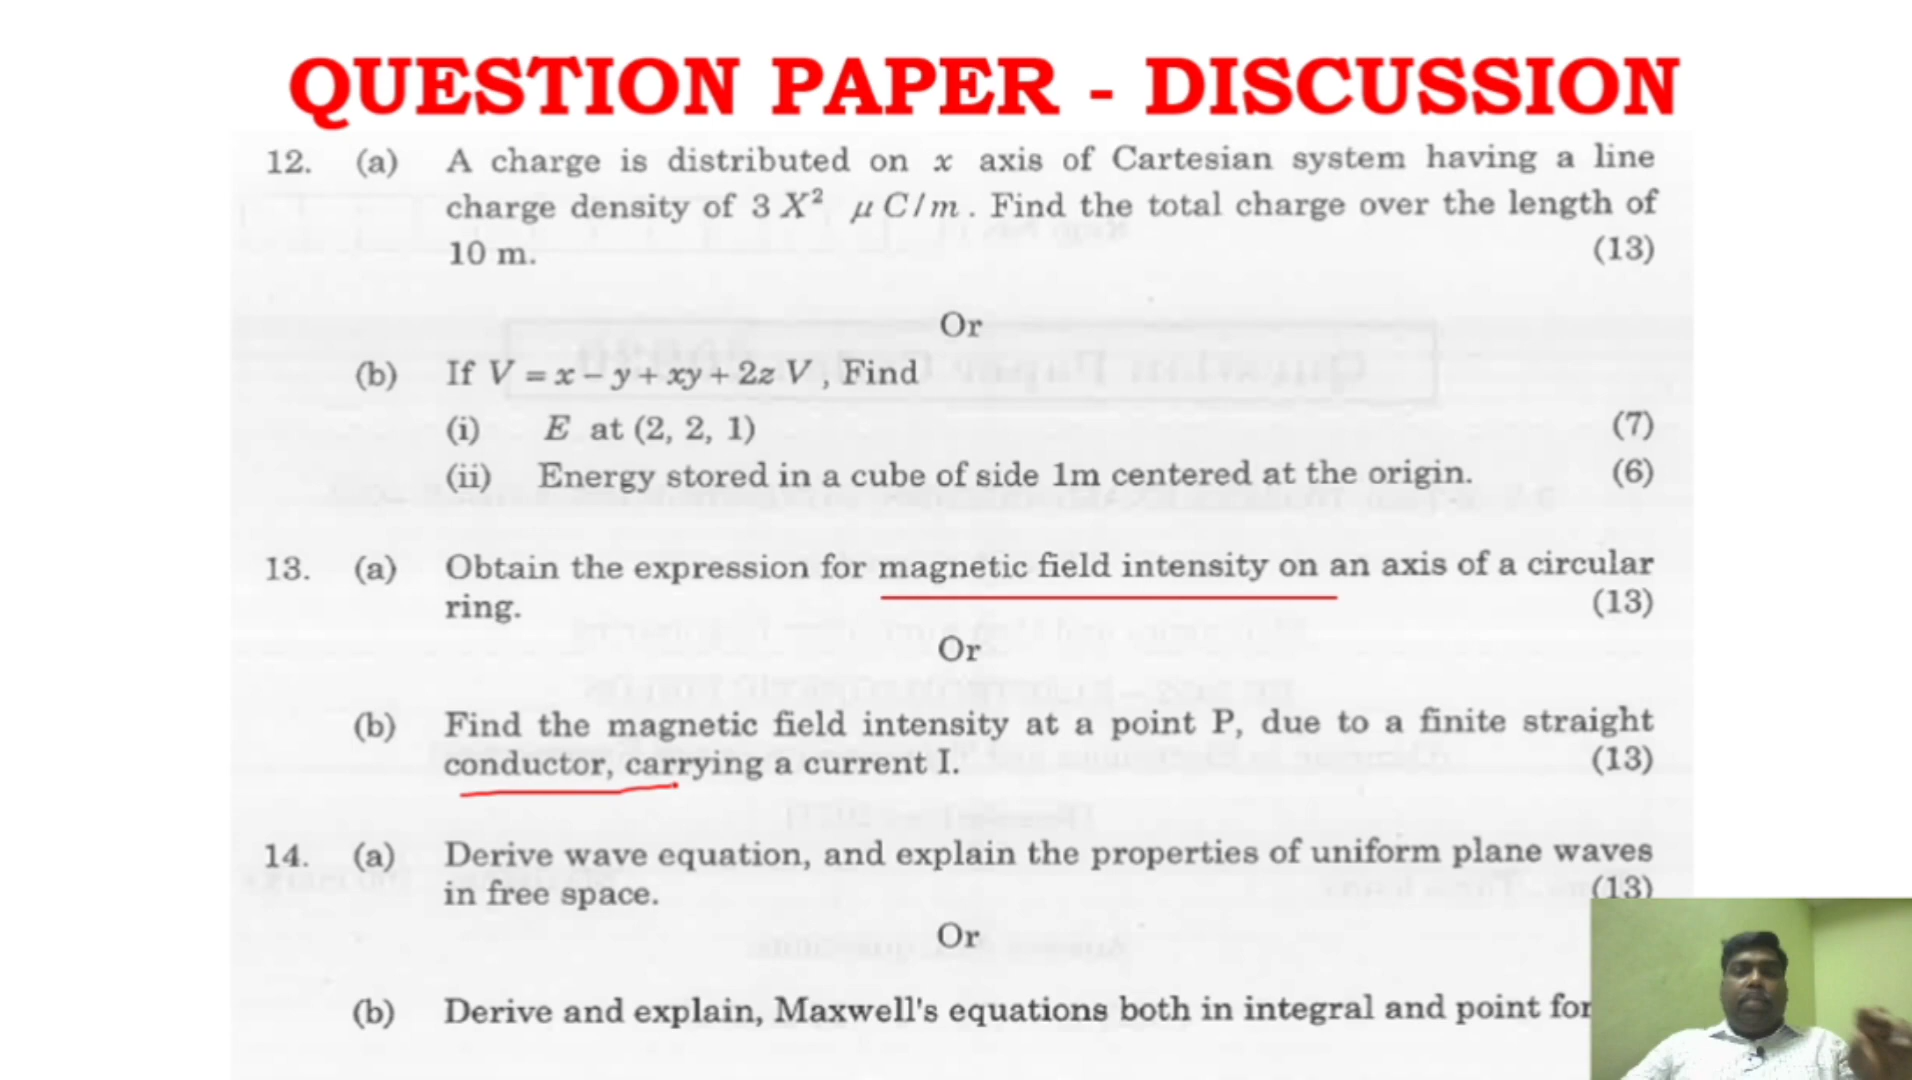 QUESTION PAPER - DISCUSSION
12. (a) A charge is distributed on x axis of Cartesian system having a line
charge density of 3 X² μ C/m. Find the total charge over the length of
10 m. (13)
Or
(b) If V = x – y + xy + 2z V, Find
(i) E at (2, 2, 1) (7)
(ii) Energy stored in a cube of side 1m centered at the origin. (6)
13. (a) Obtain the expression for magnetic field intensity on an axis of a circular
ring. (13)
Or
(b) Find the magnetic field intensity at a point P, due to a finite straight
conductor, carrying a current I. (13)
14. (a) Derive wave equation, and explain the properties of uniform plane waves
in free space. (13)
Or
(b) Derive and explain, Maxwell's equations both in integral and point for